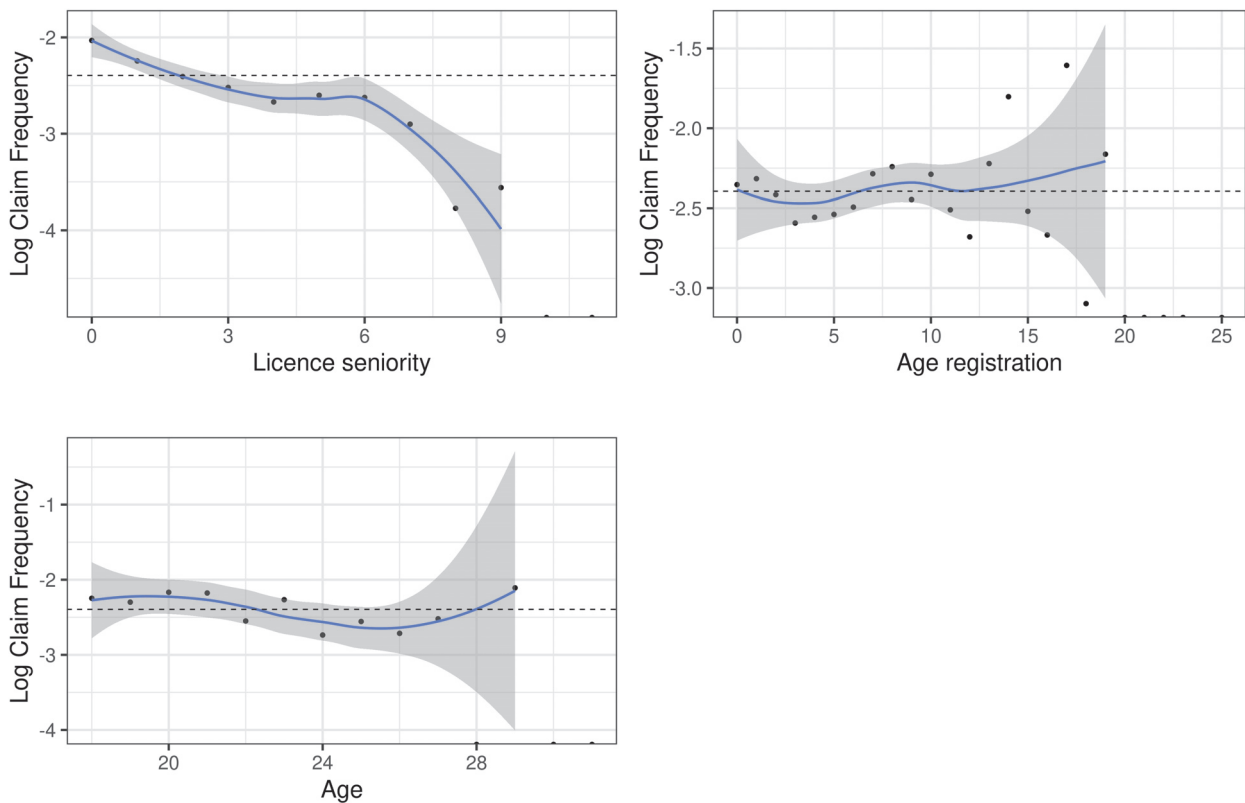 -2
-3
-4
Log Claim Frequency
0 3 6 9
Licence seniority
-1.5
-2.0
-2.5
-3.0
Log Claim Frequency
0 5 10 15 20 25
Age registration
-1
-2
-3
-4
Log Claim Frequency
20 24 28
Age